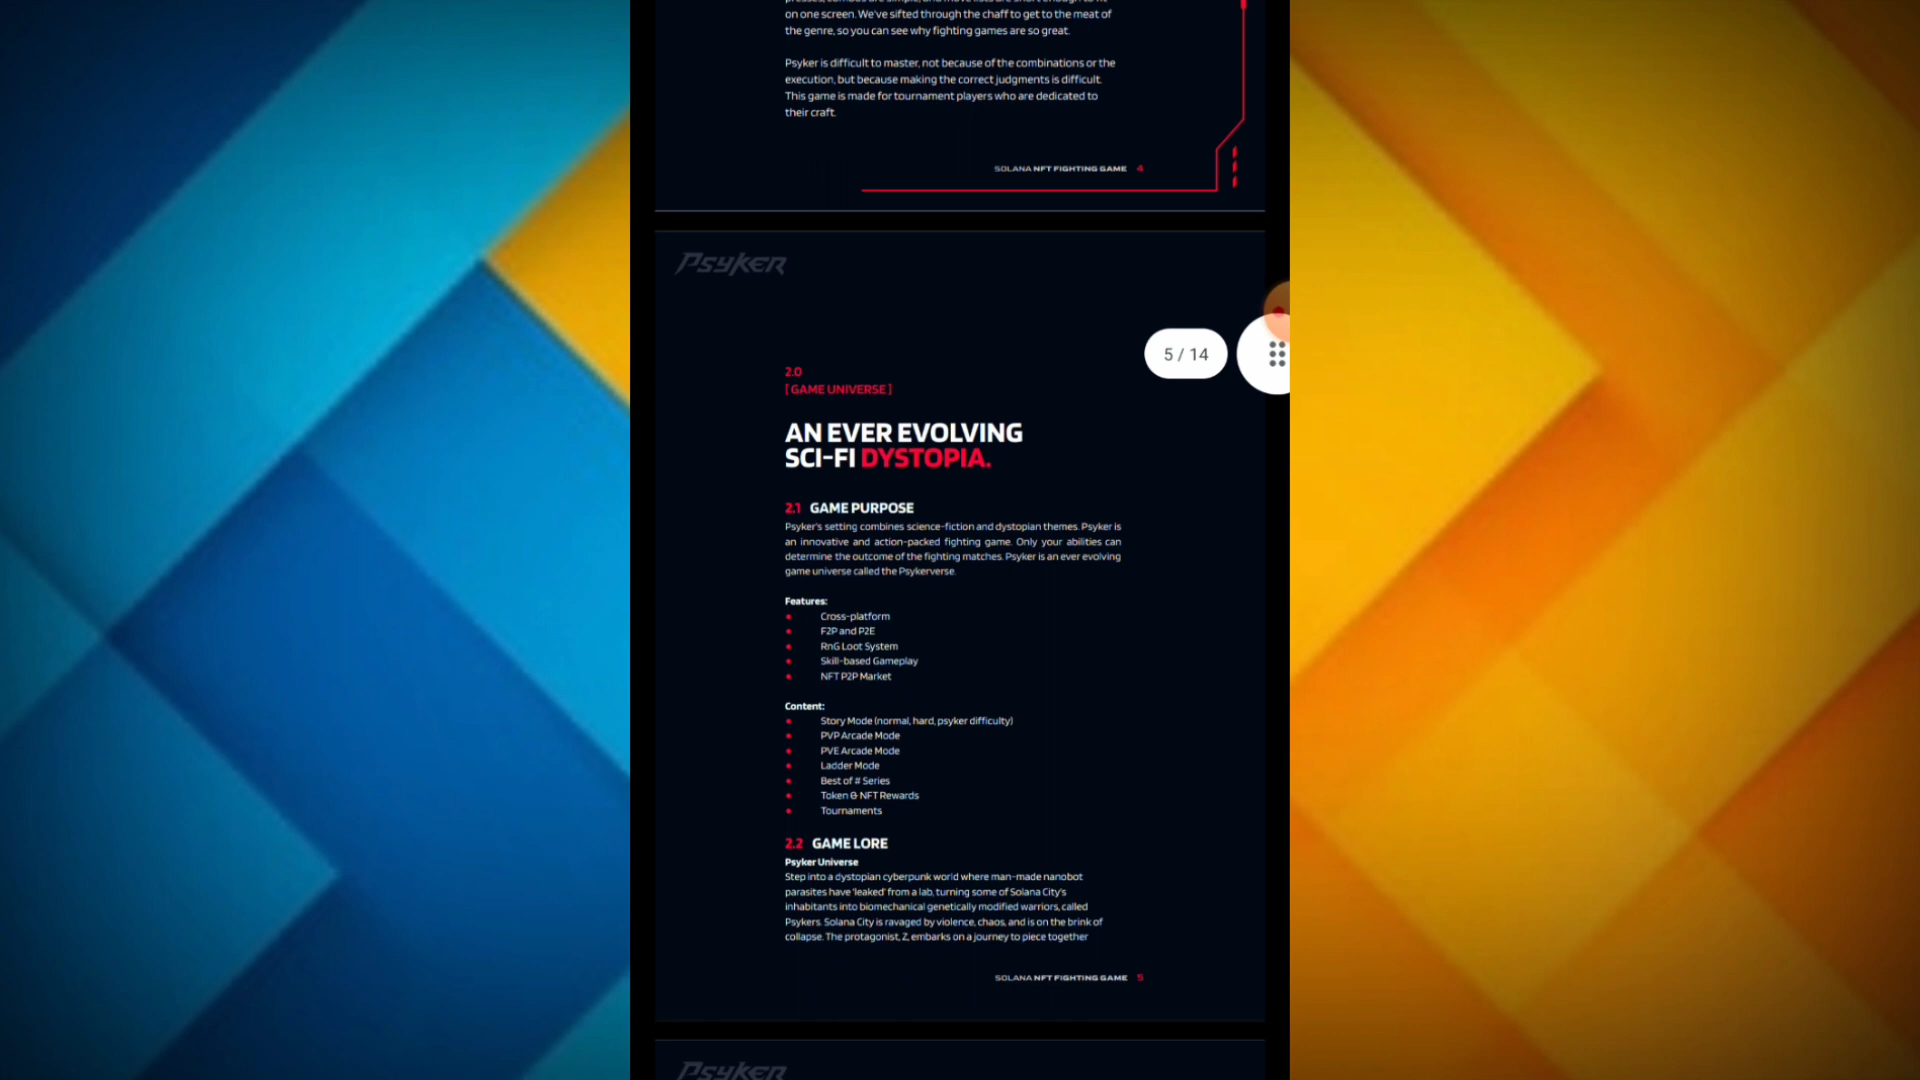 on one screen. We've sifted through the chaff to get to the meat of
the genre, so you can see why fighting games are so great.
Psyker is difficult to master, not because of the combinations or the
execution, but because making the correct judgments is difficult.
This game is made for tournament players who are dedicated to
their craft.
SOLANA NFT FIGHTING GAME 4
PSYKER
5 / 14
2.0
[ GAME UNIVERSE ]
AN EVER EVOLVING
SCI-FI DYSTOPIA.
2.1 GAME PURPOSE
Psyker's setting combines science-fiction and dystopian themes. Psyker is
an innovative and action-packed fighting game. Only your abilities can
determine the outcome of the fighting matches. Psyker is an ever evolving
game universe called the Psykerverse.
Features:
Cross-platform
F2P and P2E
RnG Loot System
Skill-based Gameplay
NFT P2P Market
Content:
Story Mode (normal, hard, psyker difficulty)
PVP Arcade Mode
PVE Arcade Mode
Ladder Mode
Best of # Series
Token & NFT Rewards
Tournaments
2.2 GAME LORE
Psyker Universe
Step into a dystopian cyberpunk world where man-made nanobot
parasites have 'leaked' from a lab, turning some of Solana City's
inhabitants into biomechanical genetically modified warriors, called
Psykers. Solana City is ravaged by violence, chaos, and is on the brink of
collapse. The protagonist, Z, embarks on a journey to piece together
SOLANA NFT FIGHTING GAME 5
PSYKER